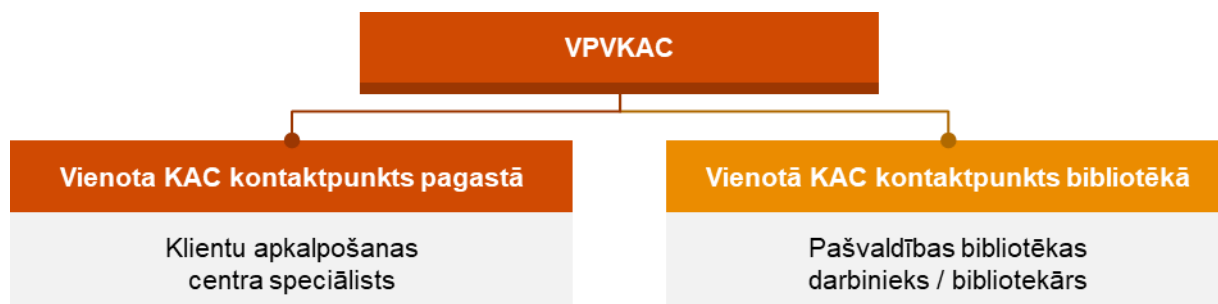 VPVKAC
Vienota KAC kontaktpunkts pagastā
Vienotā KAC kontaktpunkts bibliotēkā
Klientu apkalpošanas
centra speciālists
Pašvaldības bibliotēkas
darbinieks / bibliotekārs